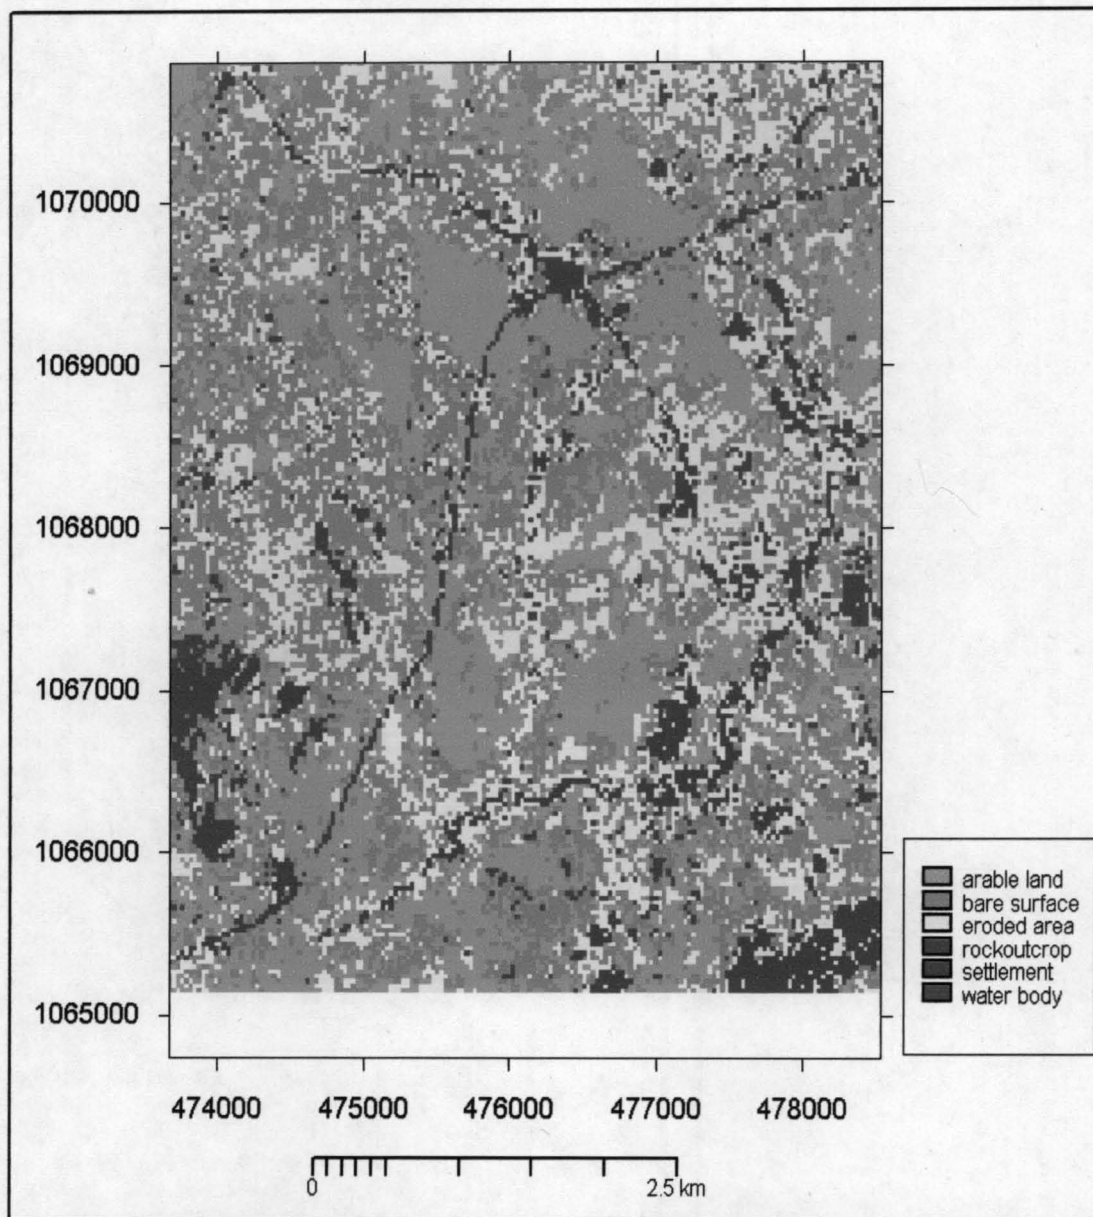 1070000
1069000
1068000
1067000
1066000
1065000
474000 475000 476000 477000 478000
arable land
bare surface
eroded area
rockoutcrop
settlement
water body
0 2.5 km